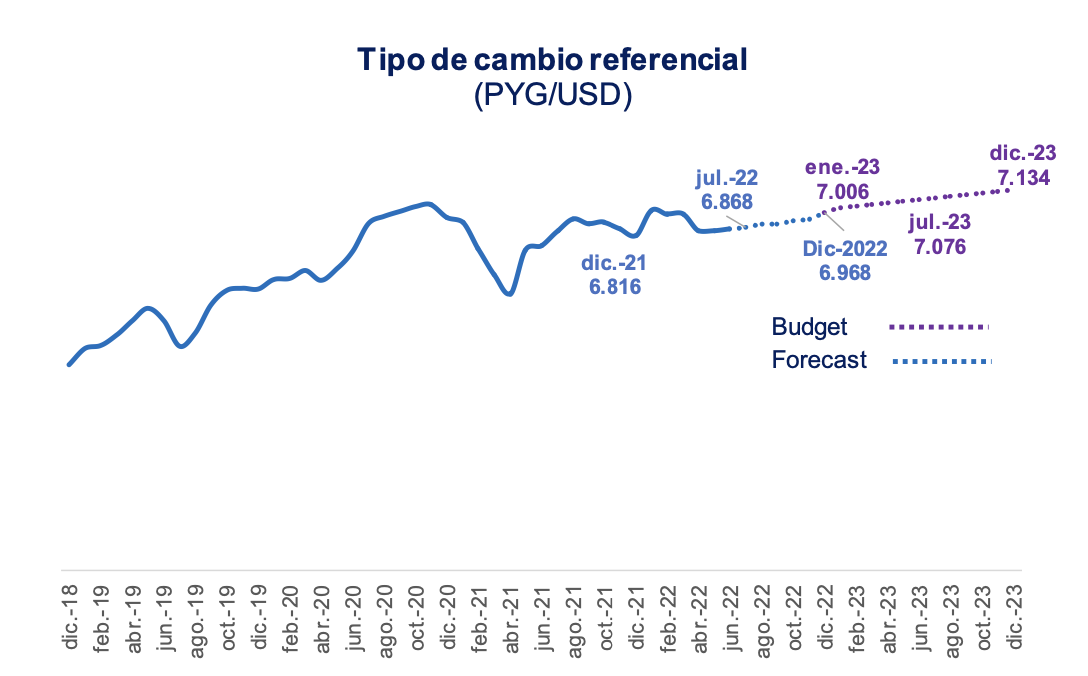 Tipo de cambio referencial
(PYG/USD)
dic.-23
7.134
ene.-23
7.006
jul.-22
6.868
jul.-23
7.076
Dic-2022
6.968
dic.-21
6.816
Budget
Forecast
dic.-18
feb.-19
abr.-19
jun.-19
ago.-19
oct.-19
dic.-19
feb.-20
abr.-20
jun.-20
ago.-20
oct.-20
dic.-20
feb.-21
abr.-21
jun.-21
ago.-21
oct.-21
dic.-21
feb.-22
abr.-22
jun.-22
ago.-22
oct.-22
dic.-22
feb.-23
abr.-23
jun.-23
ago.-23
oct.-23
dic.-23